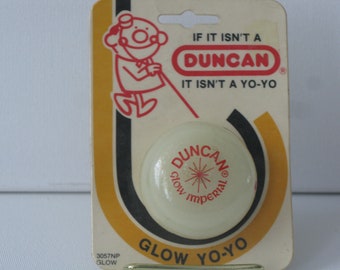 IF IT ISN'T A
DUNCAN®
IT ISN'T A YO-YO
DUNCAN
Glow Imperial®
3057NP
GLOW
GLOW YO-YO